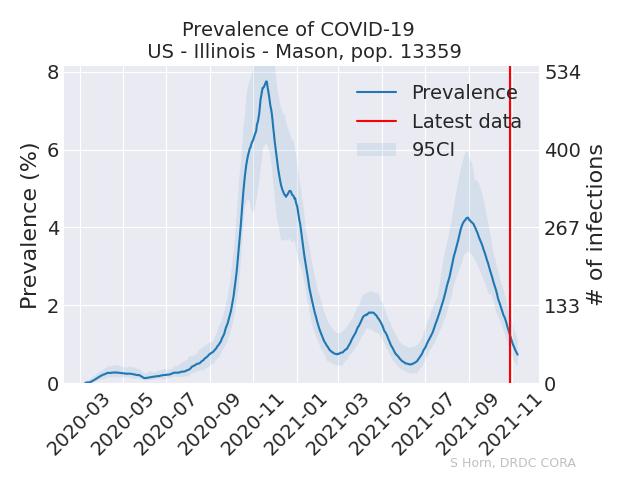 Prevalence of COVID-19
US - Illinois - Mason, pop. 13359
Prevalence
Latest data
95CI
Prevalence (%)
8
6
4
2
0
534
400
267
133
0
# of infections
2020-03
2020-05
2020-07
2020-09
2020-11
2021-01
2021-03
2021-05
2021-07
2021-09
2021-11
S Horn, DRDC CORA